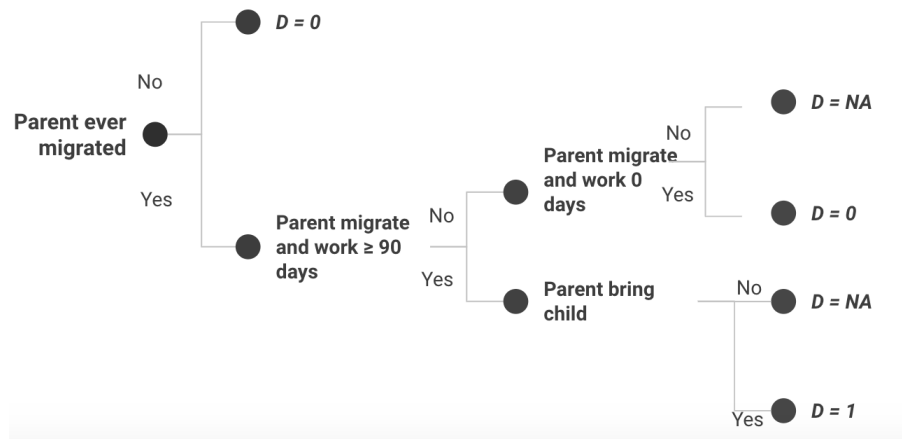 D = 0
No
Parent ever
migrated
Yes
Parent migrate
and work ≥ 90
days
No
Yes
Parent migrate
and work 0
days
No
Yes
D = NA
D = 0
Parent bring
child
No
D = NA
Yes
D = 1